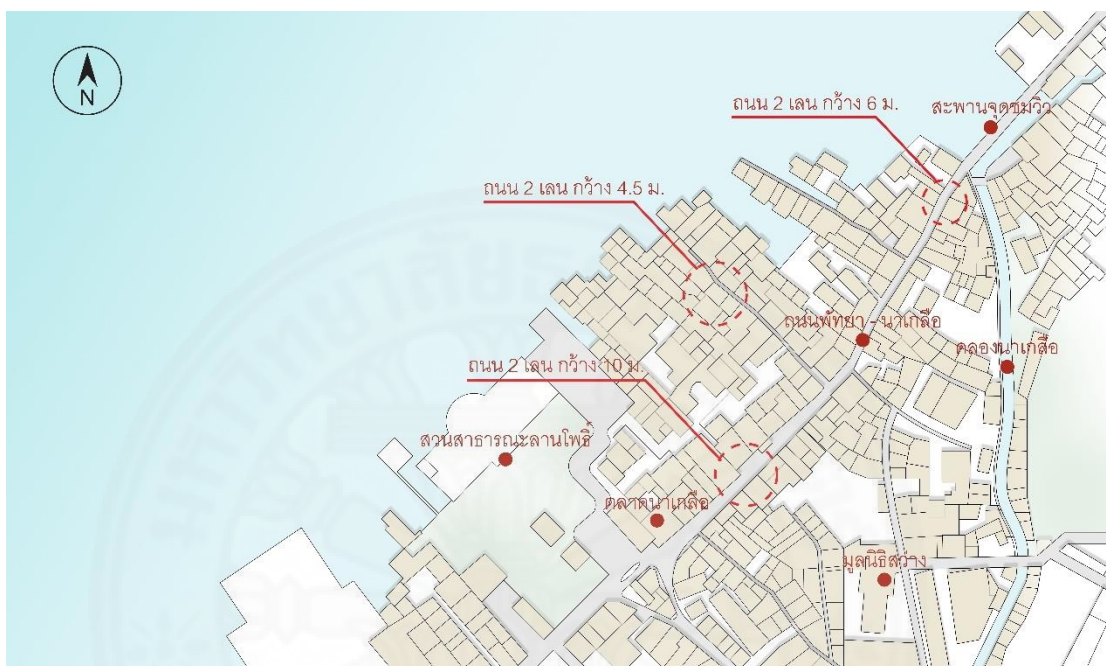 N
ถนน 2 เลน กว้าง 6 ม.
สะพานจุดชมวิว
ถนน 2 เลน กว้าง 4.5 ม.
ถนนพัทยา - นาเกลือ
คลองนาเกลือ
ถนน 2 เลน กว้าง 10 ม.
สวนสาธารณะลานโพธิ์
ตลาดนาเกลือ
มูลนิธิสว่าง